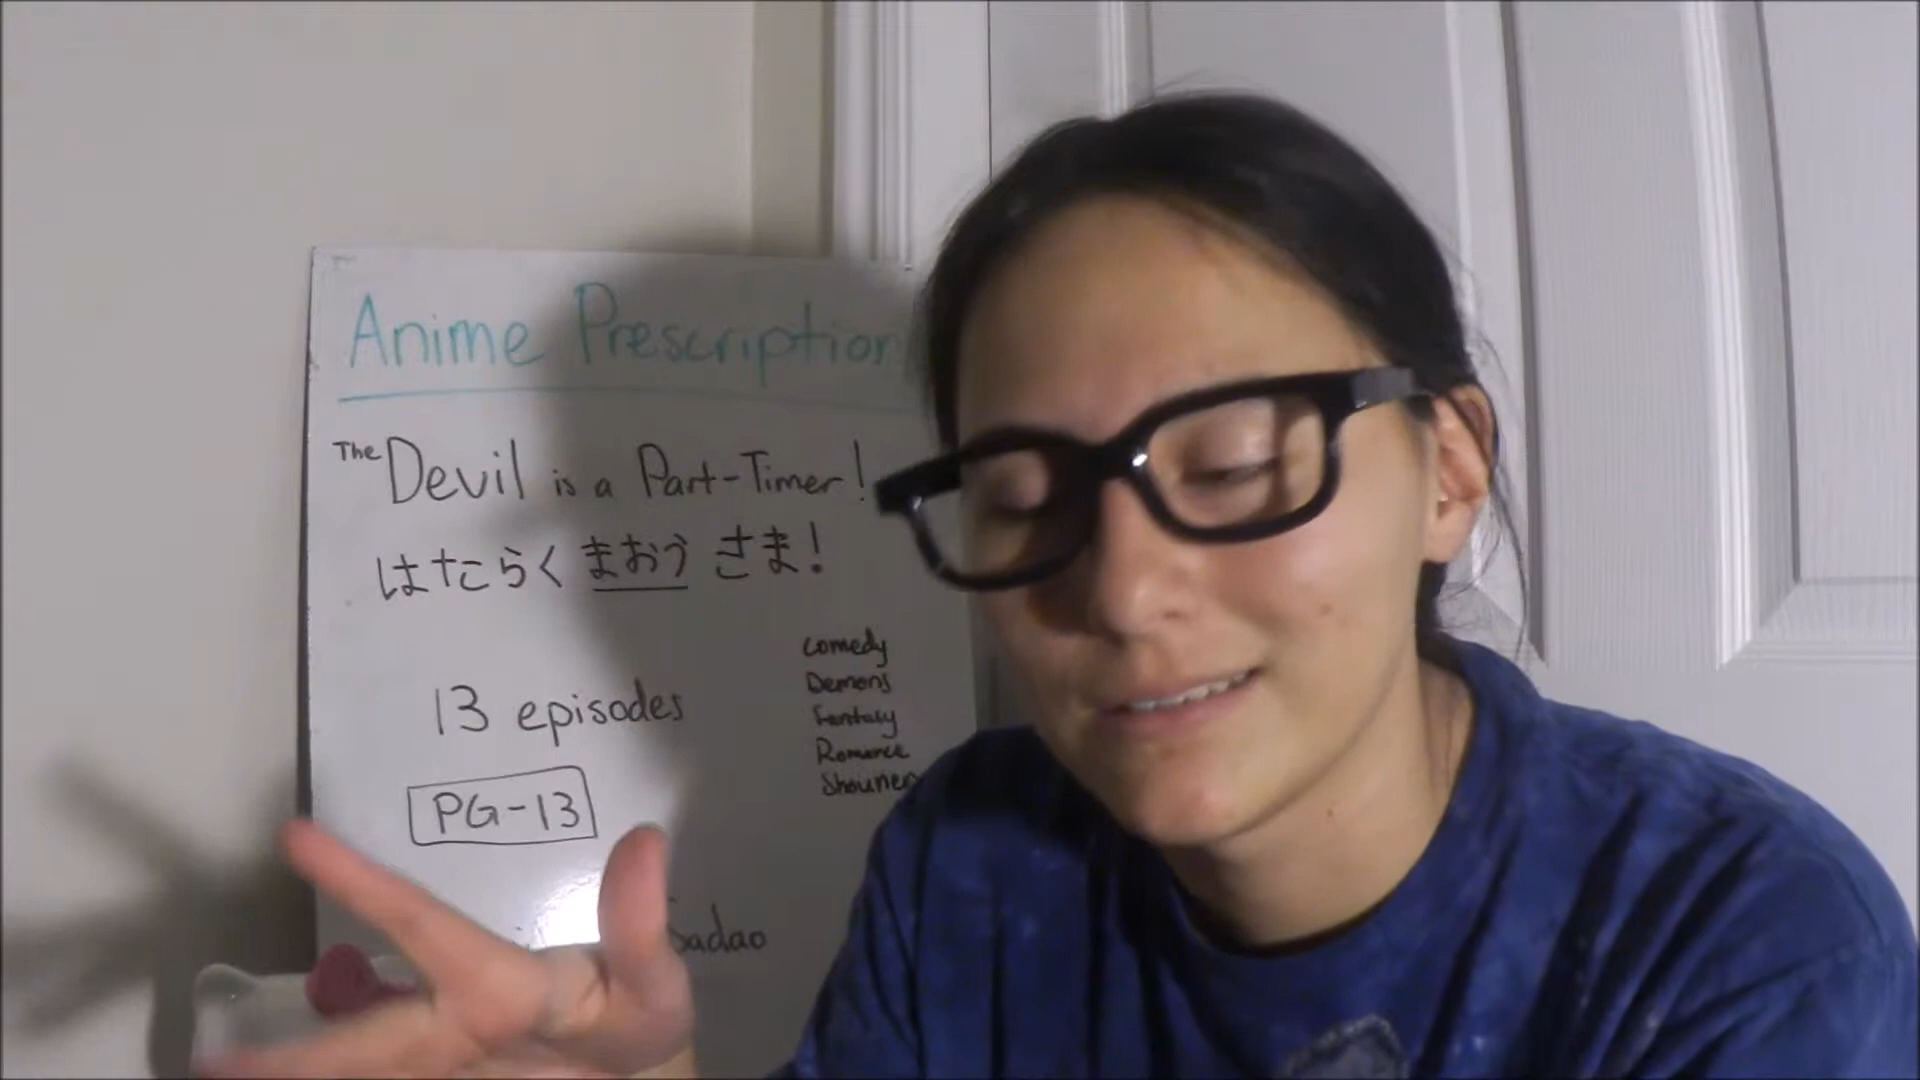 Anime Prescription
The Devil is a Part-Timer!
はたらく まおう さま!
13 episodes
Comedy
Demons
Fantasy
Romance
Shounen
PG-13
Sadao